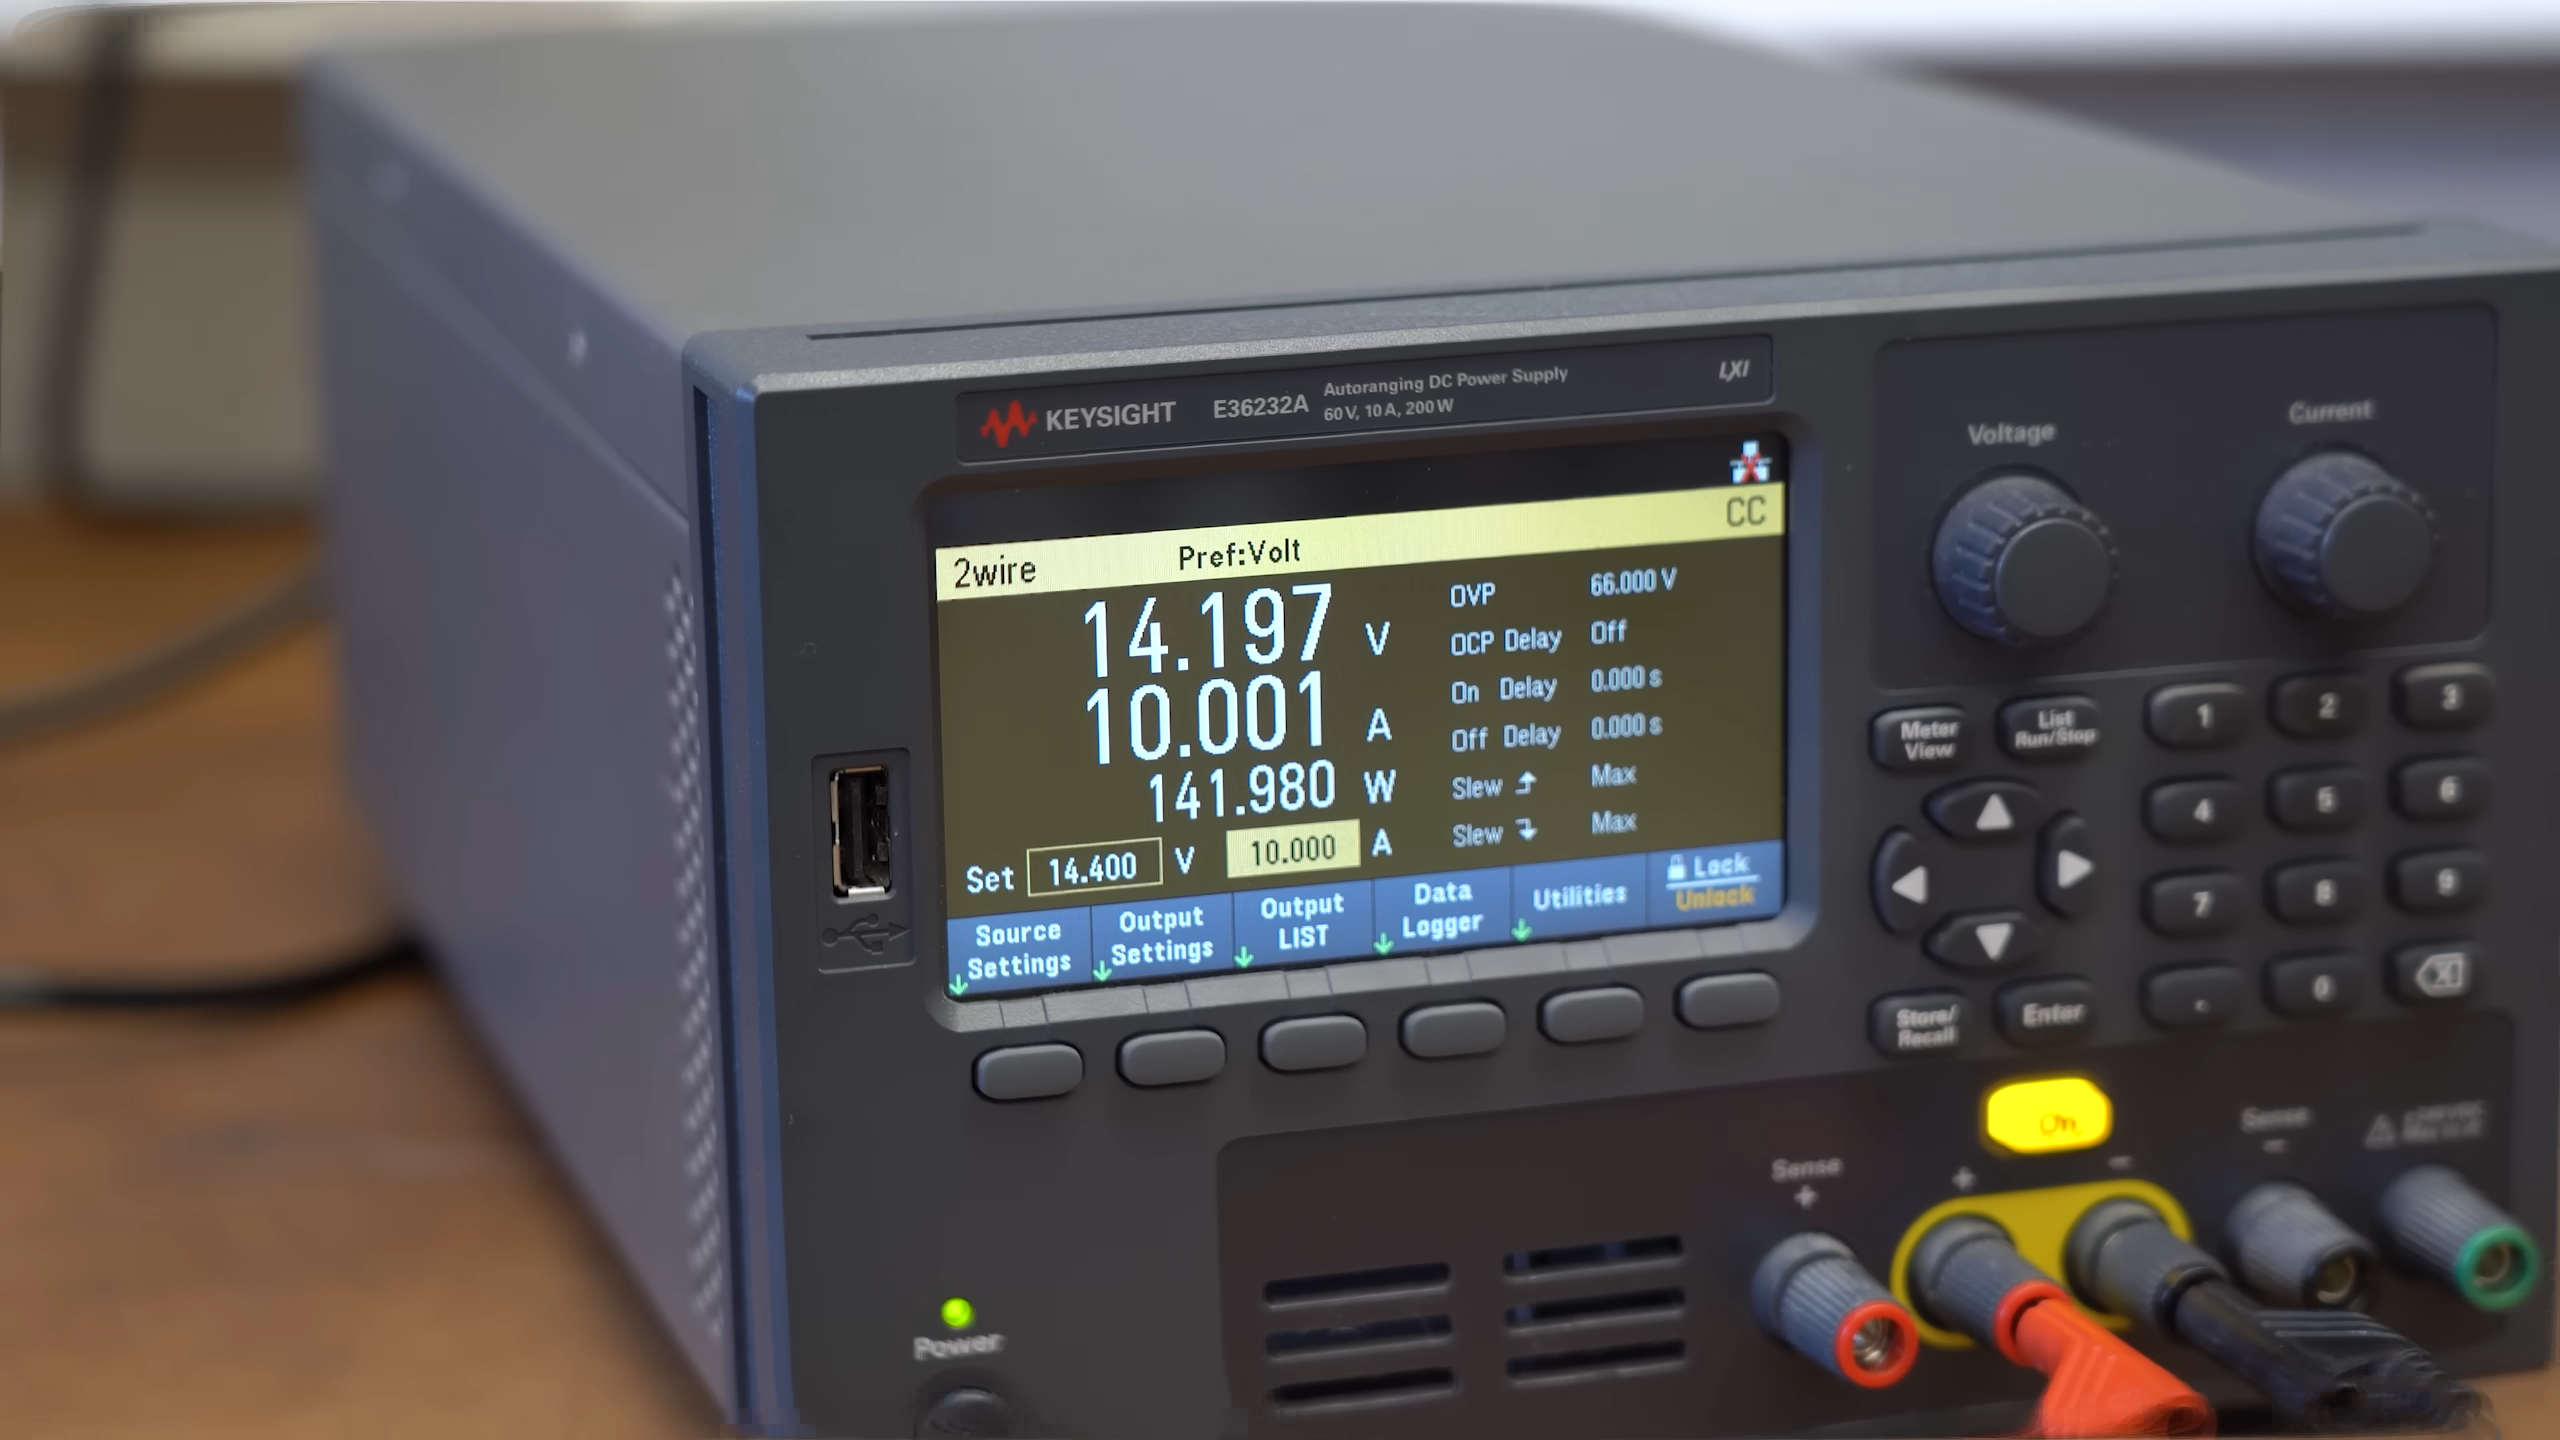 KEYSIGHT E36232A Autoranging DC Power Supply LXI
60V, 10A, 200W
2wire Pref:Volt CC
14.197 V
10.001 A
141.980 W
Set 14.400 V 10.000 A
OVP 66.000 V
OCP Delay Off
On Delay 0.000 s
Off Delay 0.000 s
Slew Max
Slew Max
Source Settings
Output Settings
Output LIST
Data Logger
Utilities
Lock
Unlock
Voltage
Current
Meter View
List Run/Stop
1 2 3
4 5 6
7 8 9
. 0
Store/ Recall
Enter
On
Sense +
+
-
Sense -
Power